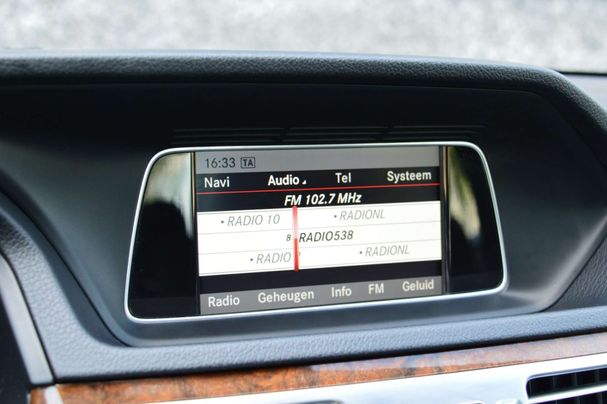 16:33 TA
Navi Audio Tel Systeem
FM 102.7 MHz
• RADIO 10 • RADIONL
8 RADIO538
• RADIO • RADIONL
Radio Geheugen Info FM Geluid